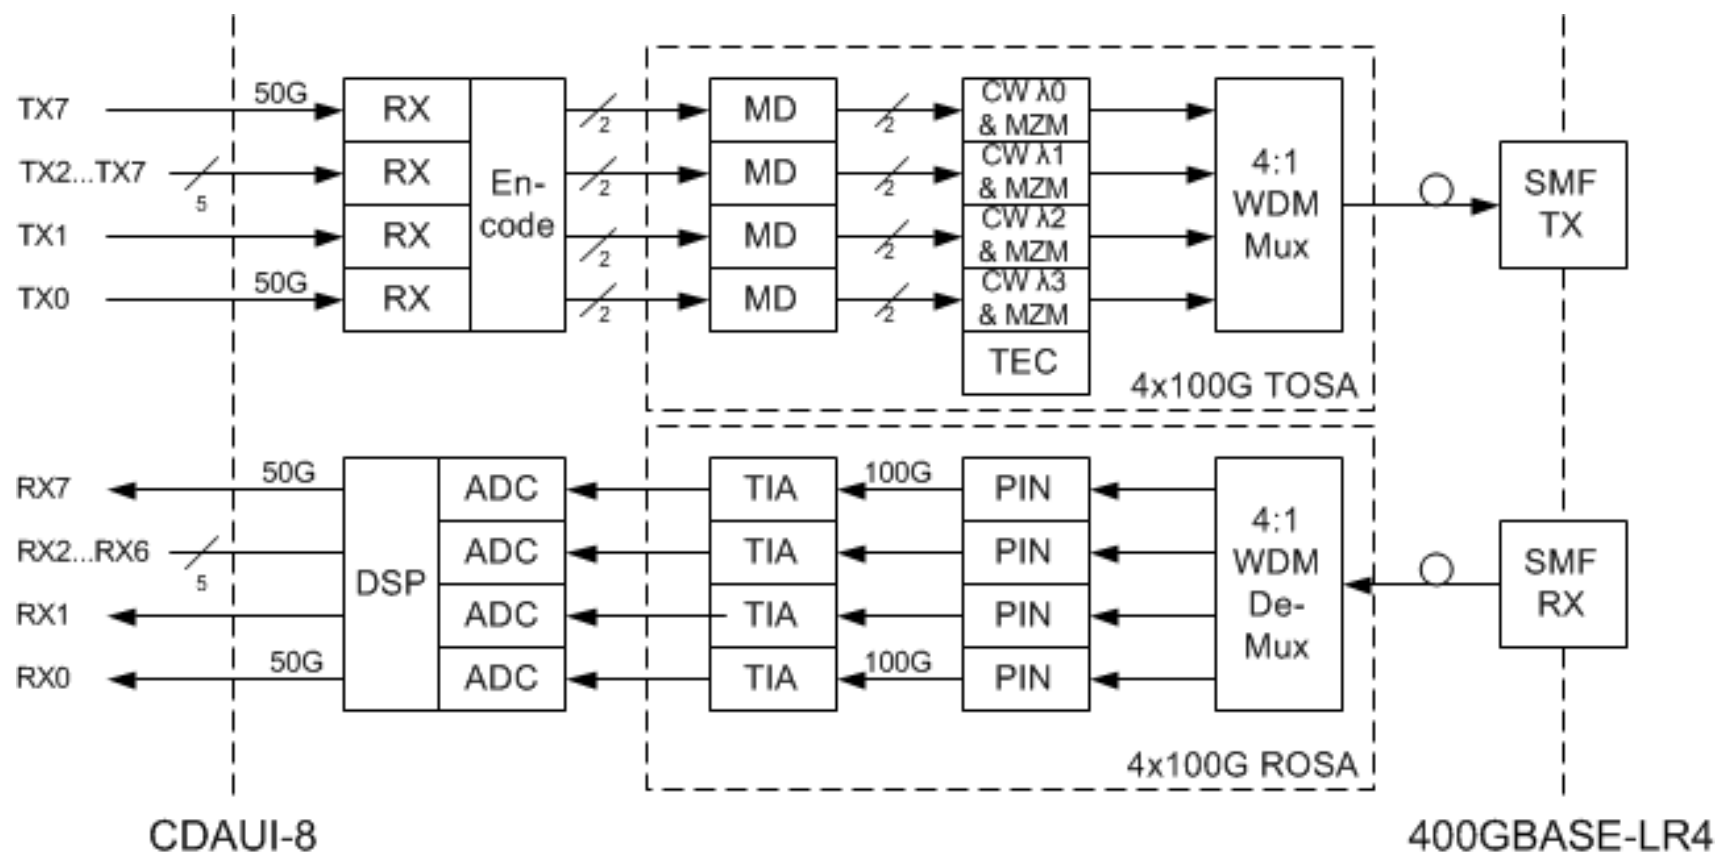 TX7 50G RX 2 MD 2 CW λ0
& MZM
TX2...TX7 5 RX 2 MD 2 CW λ1
& MZM
TX1 RX 2 MD 2 CW λ2
& MZM
TX0 50G RX 2 MD 2 CW λ3
& MZM
En-
code
TEC
4:1
WDM
Mux
SMF
TX
4x100G TOSA
RX7 50G ADC TIA 100G PIN
RX2...RX6 5 ADC TIA PIN
RX1 ADC TIA PIN
RX0 50G ADC TIA 100G PIN
DSP
4:1
WDM
De-
Mux
SMF
RX
4x100G ROSA
CDAUI-8
400GBASE-LR4